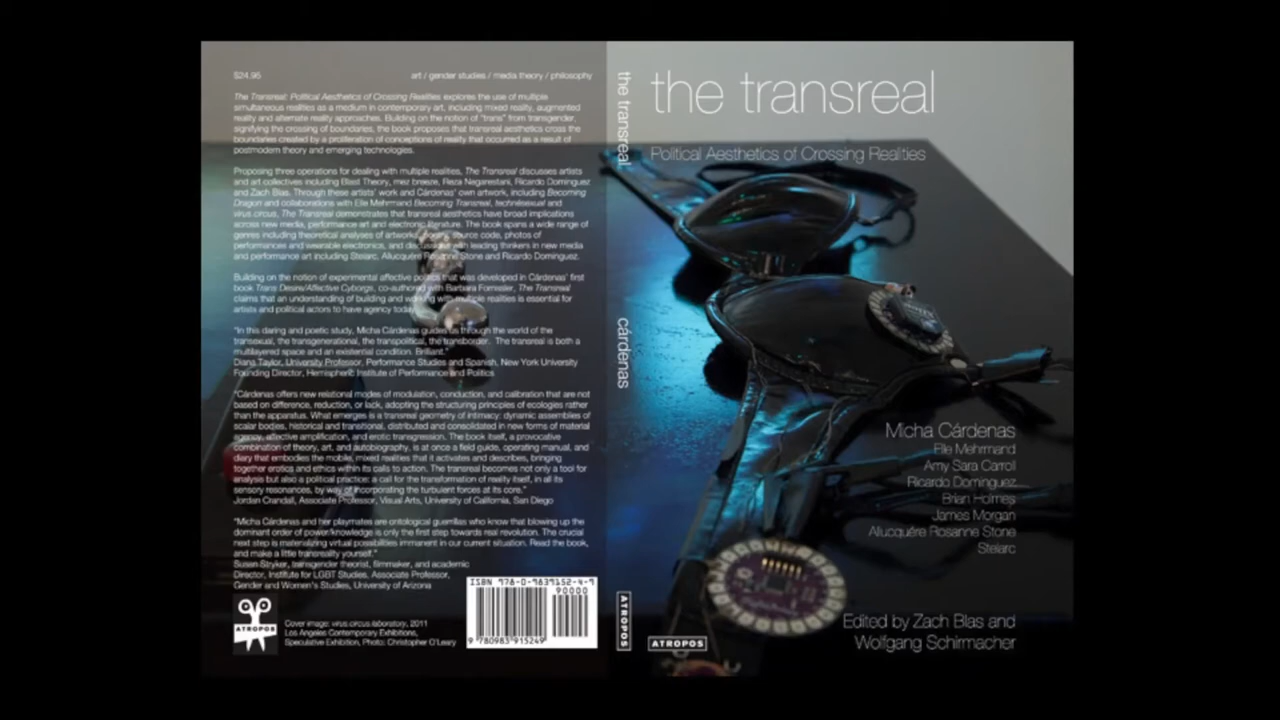 $24.95 art / gender studies / media theory / philosophy
The Transreal: Political Aesthetics of Crossing Realities explores the use of multiple
simultaneous realities as a medium in contemporary art, including mixed reality, augmented
reality and alternate reality approaches. Building on the notion of "trans" from transgender,
signifying the crossing of boundaries, the book proposes that transreal aesthetics cross the
boundaries created by a proliferation of conceptions of reality that occurred as a result of
postmodern theory and emerging technologies.
Proposing three operations for dealing with multiple realities, The Transreal discusses artists
and art collectives including Blast Theory, mez breeze, Reza Negarestani, Ricardo Dominguez
and Zach Blas. Through these artists' work and Cárdenas' own artwork, including Becoming
Dragon and collaborations with Elle Mehrmand Becoming Transreal, technésexual and
virus.circus, The Transreal demonstrates that transreal aesthetics have broad implications
across new media, performance art and electronic literature. The book spans a wide range of
genres including theoretical analyses of artworks, poetry, source code, photos of
performances and wearable electronics, and discussions with leading thinkers in new media
and performance art including Stelarc, Allucquére Rosanne Stone and Ricardo Dominguez.
Building on the notion of experimental affective politics that was developed in Cárdenas' first
book Trans Desire/Affective Cyborgs, co-authored with Barbara Fornssler, The Transreal
claims that an understanding of building and working with multiple realities is essential for
artists and political actors to have agency today.
"In this daring and poetic study, Micha Cárdenas guides us through the world of the
transexual, the transgenerational, the transpolitical, the transborder. The transreal is both a
multilayered space and an existential condition. Brilliant."
Diana Taylor, University Professor, Performance Studies and Spanish, New York University
Founding Director, Hemispheric Institute of Performance and Politics
"Cárdenas offers new relational modes of modulation, conduction, and calibration that are not
based on difference, reduction, or lack, adopting the structuring principles of ecologies rather
than the apparatus. What emerges is a transreal geometry of intimacy: dynamic assembles of
scalar bodies, historical and transitional, distributed and consolidated in new forms of material
agency, affective amplification, and erotic transgression. The book itself, a provocative
combination of theory, art, and autobiography, is at once a field guide, operating manual, and
diary that embodies the mobile, mixed realities that it activates and describes, bringing
together erotics and ethics within its calls to action. The transreal becomes not only a tool for
analysis but also a political practice: a call for the transformation of reality itself, in all its
sensory resonances, by way of incorporating the turbulent forces at its core."
Jordan Crandall, Associate Professor, Visual Arts, University of California, San Diego
"Micha Cárdenas and her playmates are ontological guerrillas who know that blowing up the
dominant order of power/knowledge is only the first step towards real revolution. The crucial
next step is materializing virtual possibilities immanent in our current situation. Read the book,
and make a little transreality yourself."
Susan Stryker, transgender theorist, filmmaker, and academic
Director, Institute for LGBT Studies, Associate Professor,
Gender and Women's Studies, University of Arizona
ATROPOS
Cover image: virus.circus.laboratory, 2011
Los Angeles Contemporary Exhibitions,
Speculative Exhibition, Photo: Christopher O'Leary
ISBN 978-0-9839152-4-9
90000
9 780983 915249
the transreal
cárdenas
ATROPOS
the transreal
Political Aesthetics of Crossing Realities
Micha Cárdenas
Elle Mehrmand
Amy Sara Carroll
Ricardo Dominguez
Brian Holmes
James Morgan
Allucquére Rosanne Stone
Stelarc
Edited by Zach Blas and
Wolfgang Schirmacher
ATROPOS